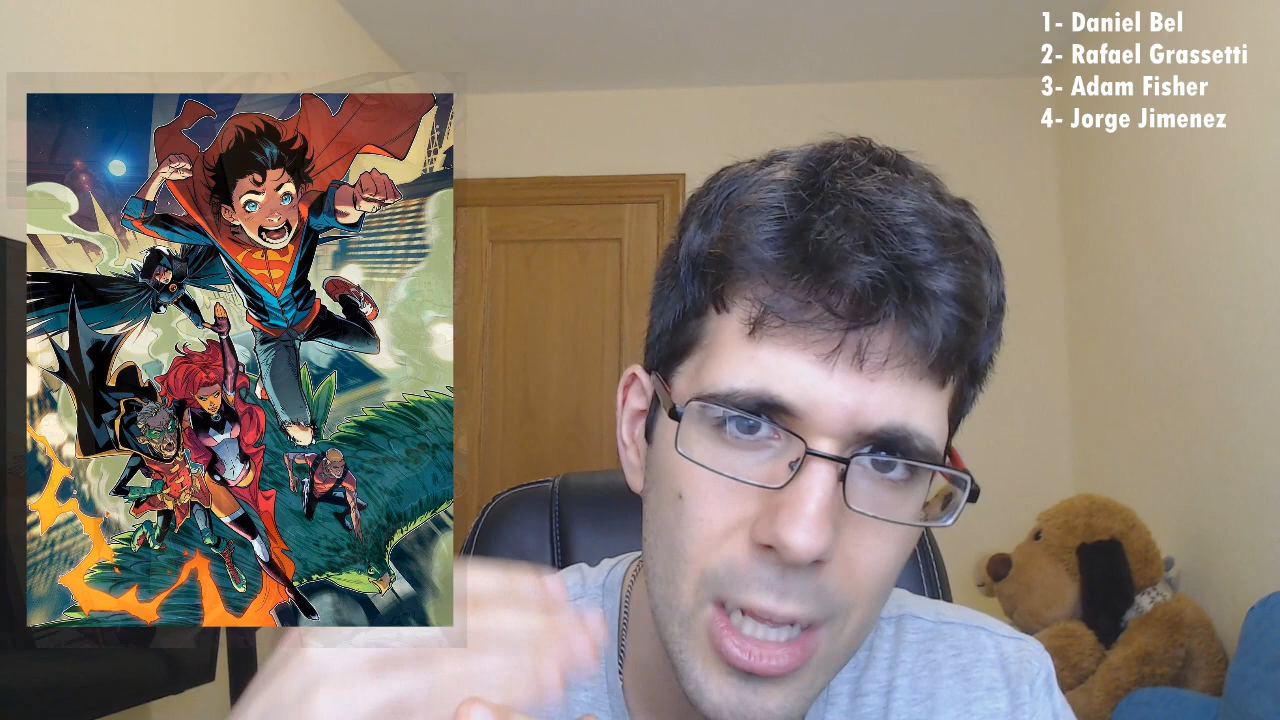 1- Daniel Bel
2- Rafael Grassetti
3- Adam Fisher
4- Jorge Jimenez